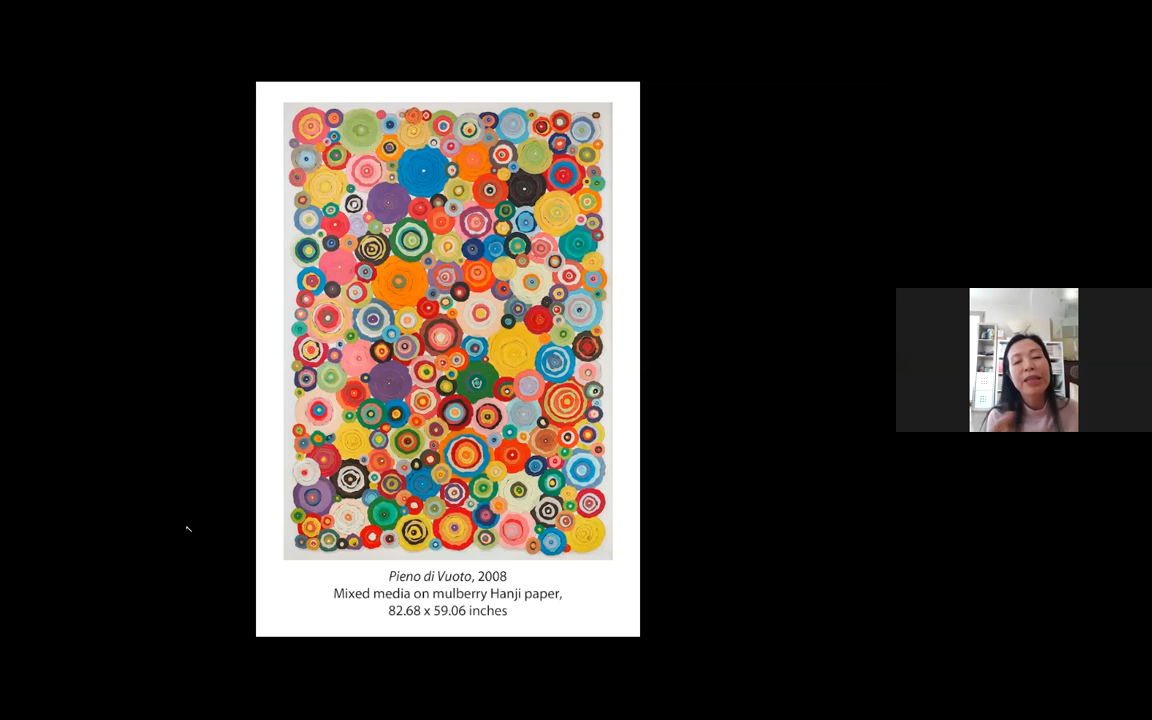 Pieno di Vuoto, 2008
Mixed media on mulberry Hanji paper,
82.68 x 59.06 inches